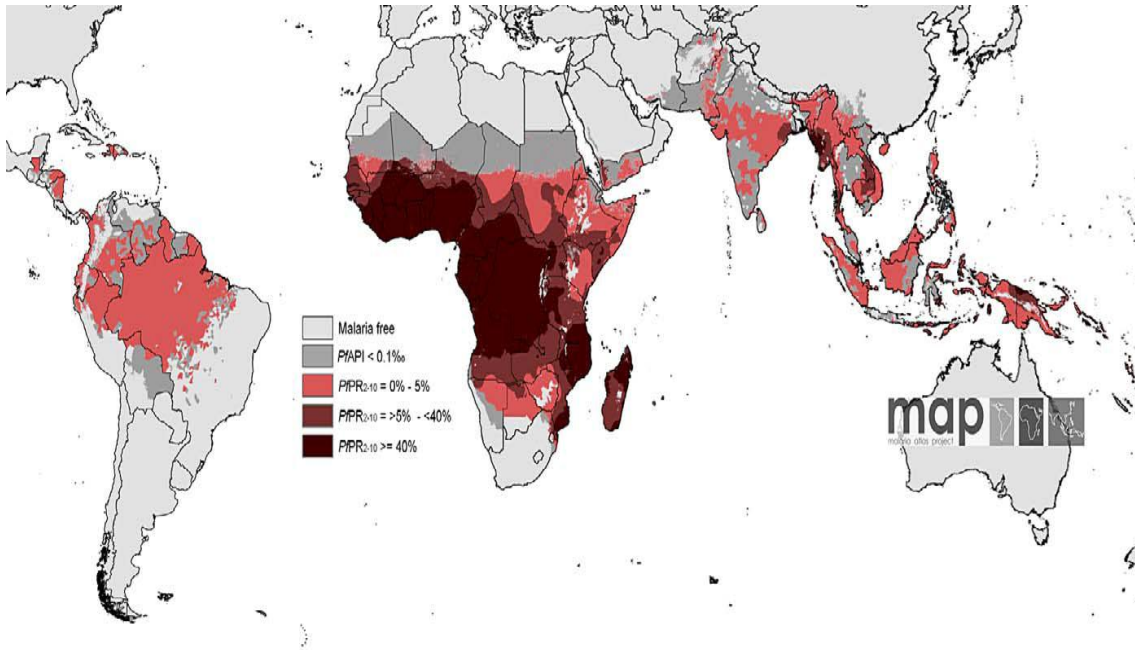 Malaria free
PfAPI < 0.1‰
PfPR2-10 = 0% - 5%
PfPR2-10 = >5% - <40%
PfPR2-10 >= 40%
map
malaria atlas project